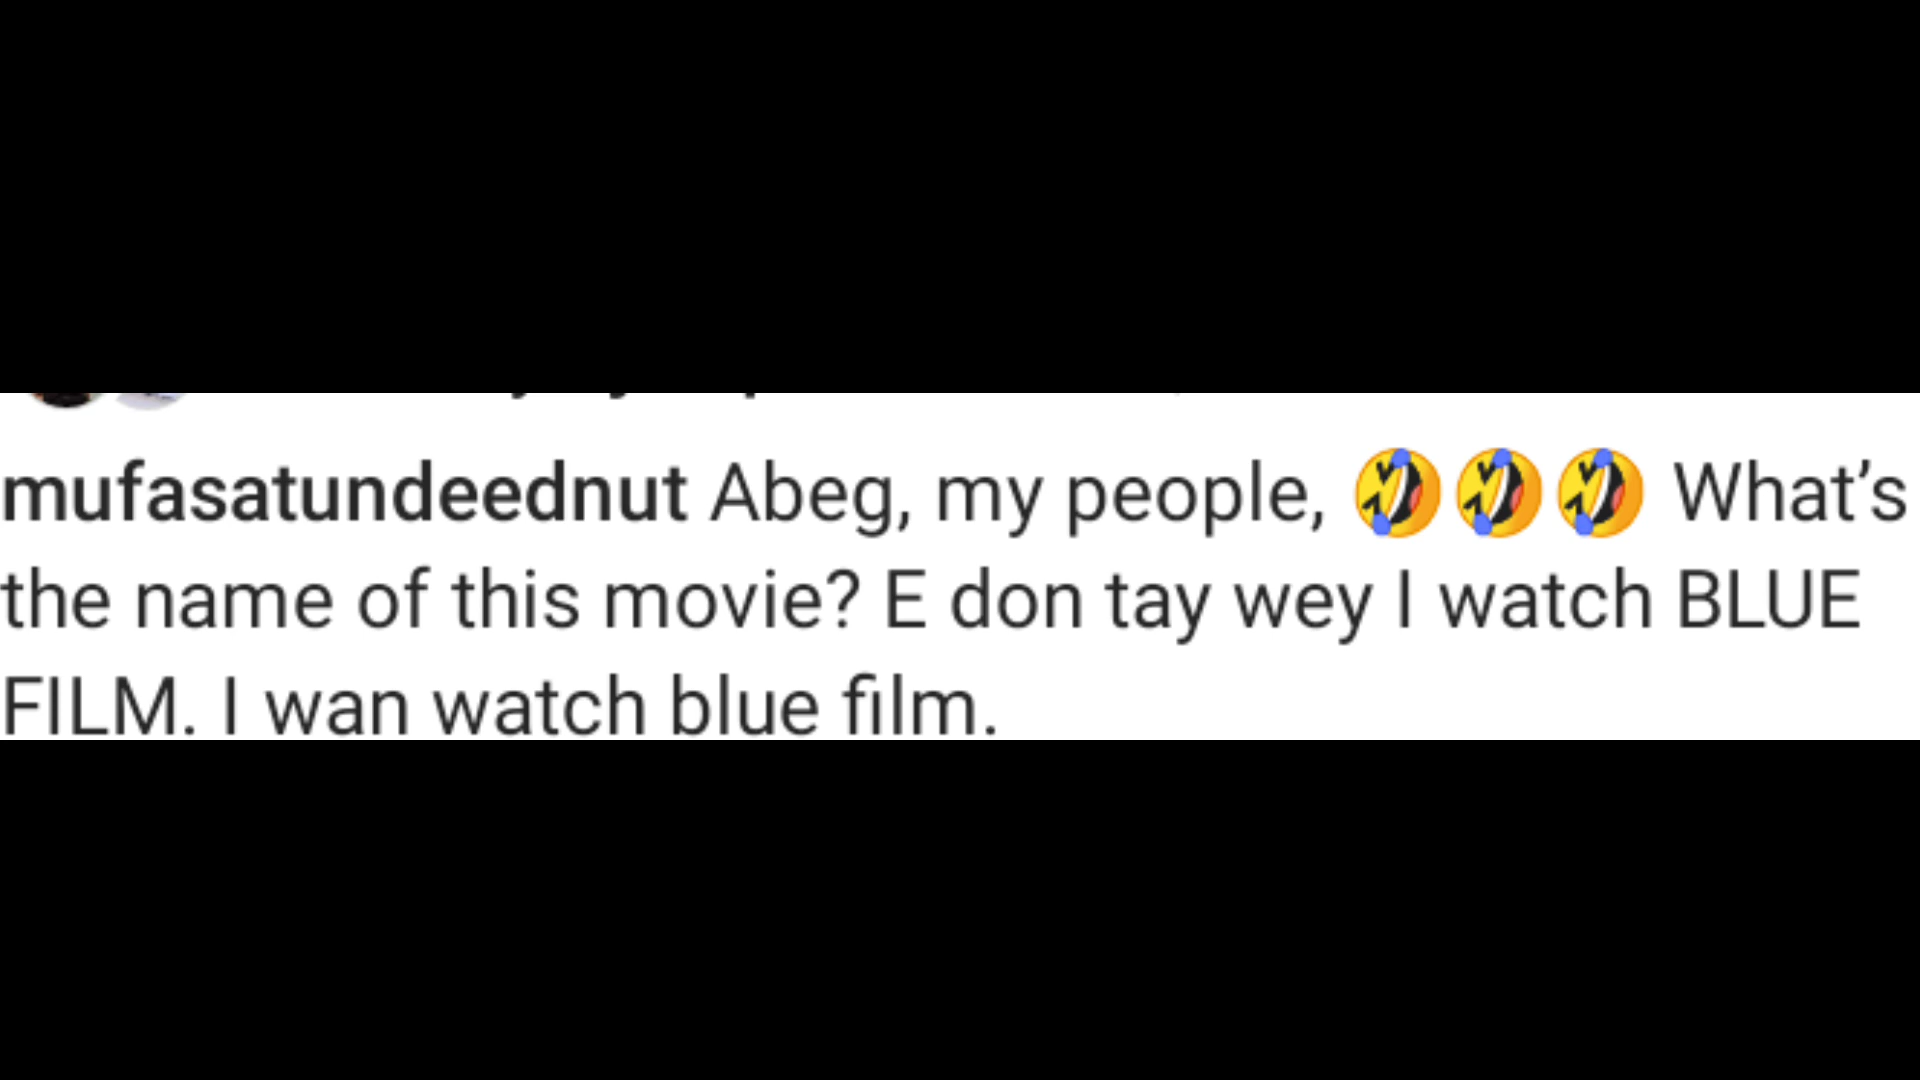 mufasatundeednut Abeg, my people, 🤣🤣🤣 What’s
the name of this movie? E don tay wey I watch BLUE
FILM. I wan watch blue film.